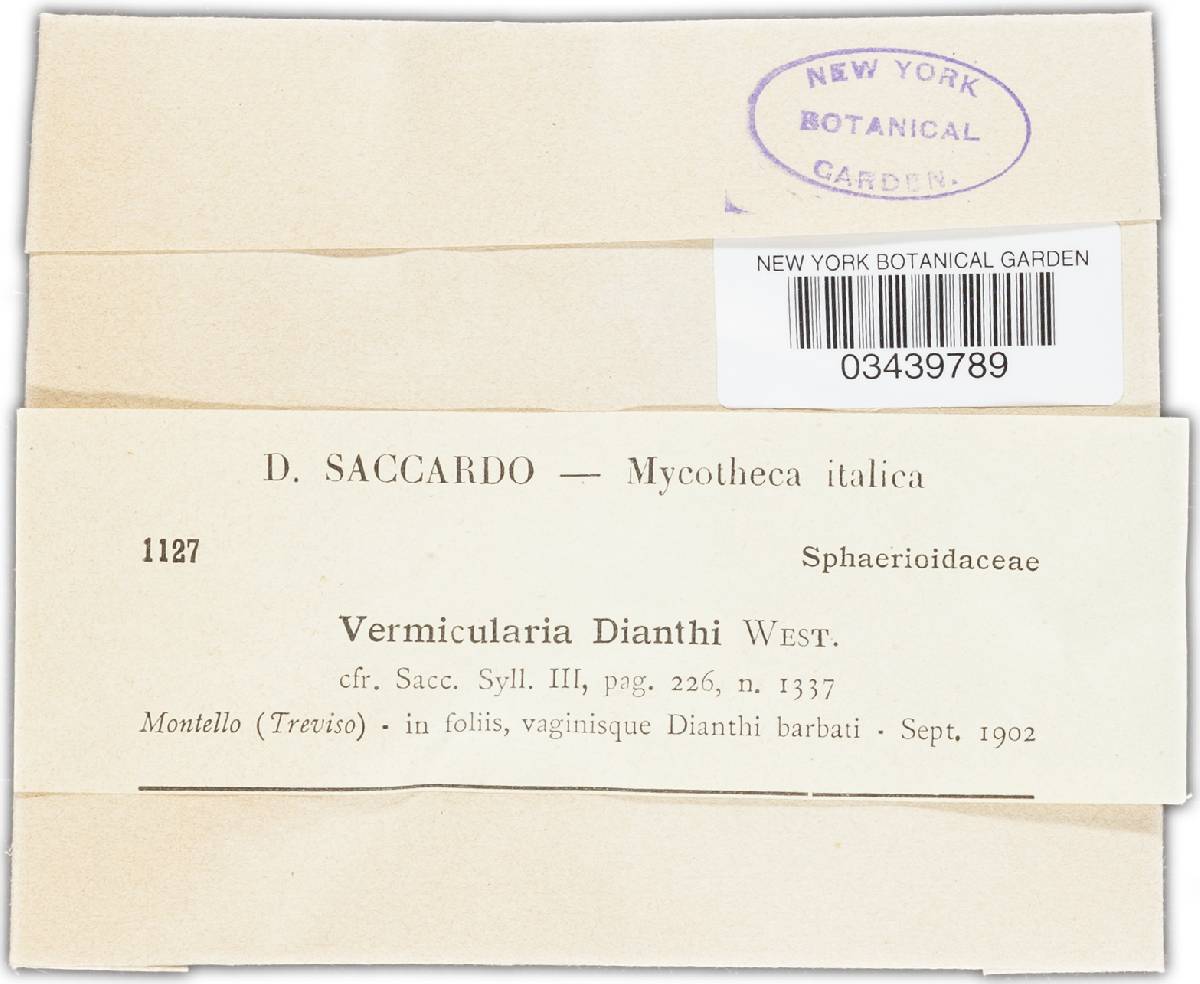 NEW YORK
BOTANICAL
GARDEN.
NEW YORK BOTANICAL GARDEN
03439789
D. SACCARDO — Mycotheca italica
1127
Sphaerioidaceae
Vermicularia Dianthi WEST.
cfr. Sacc. Syll. III, pag. 226, n. 1337
Montello (Treviso) - in foliis, vaginisque Dianthi barbati - Sept. 1902